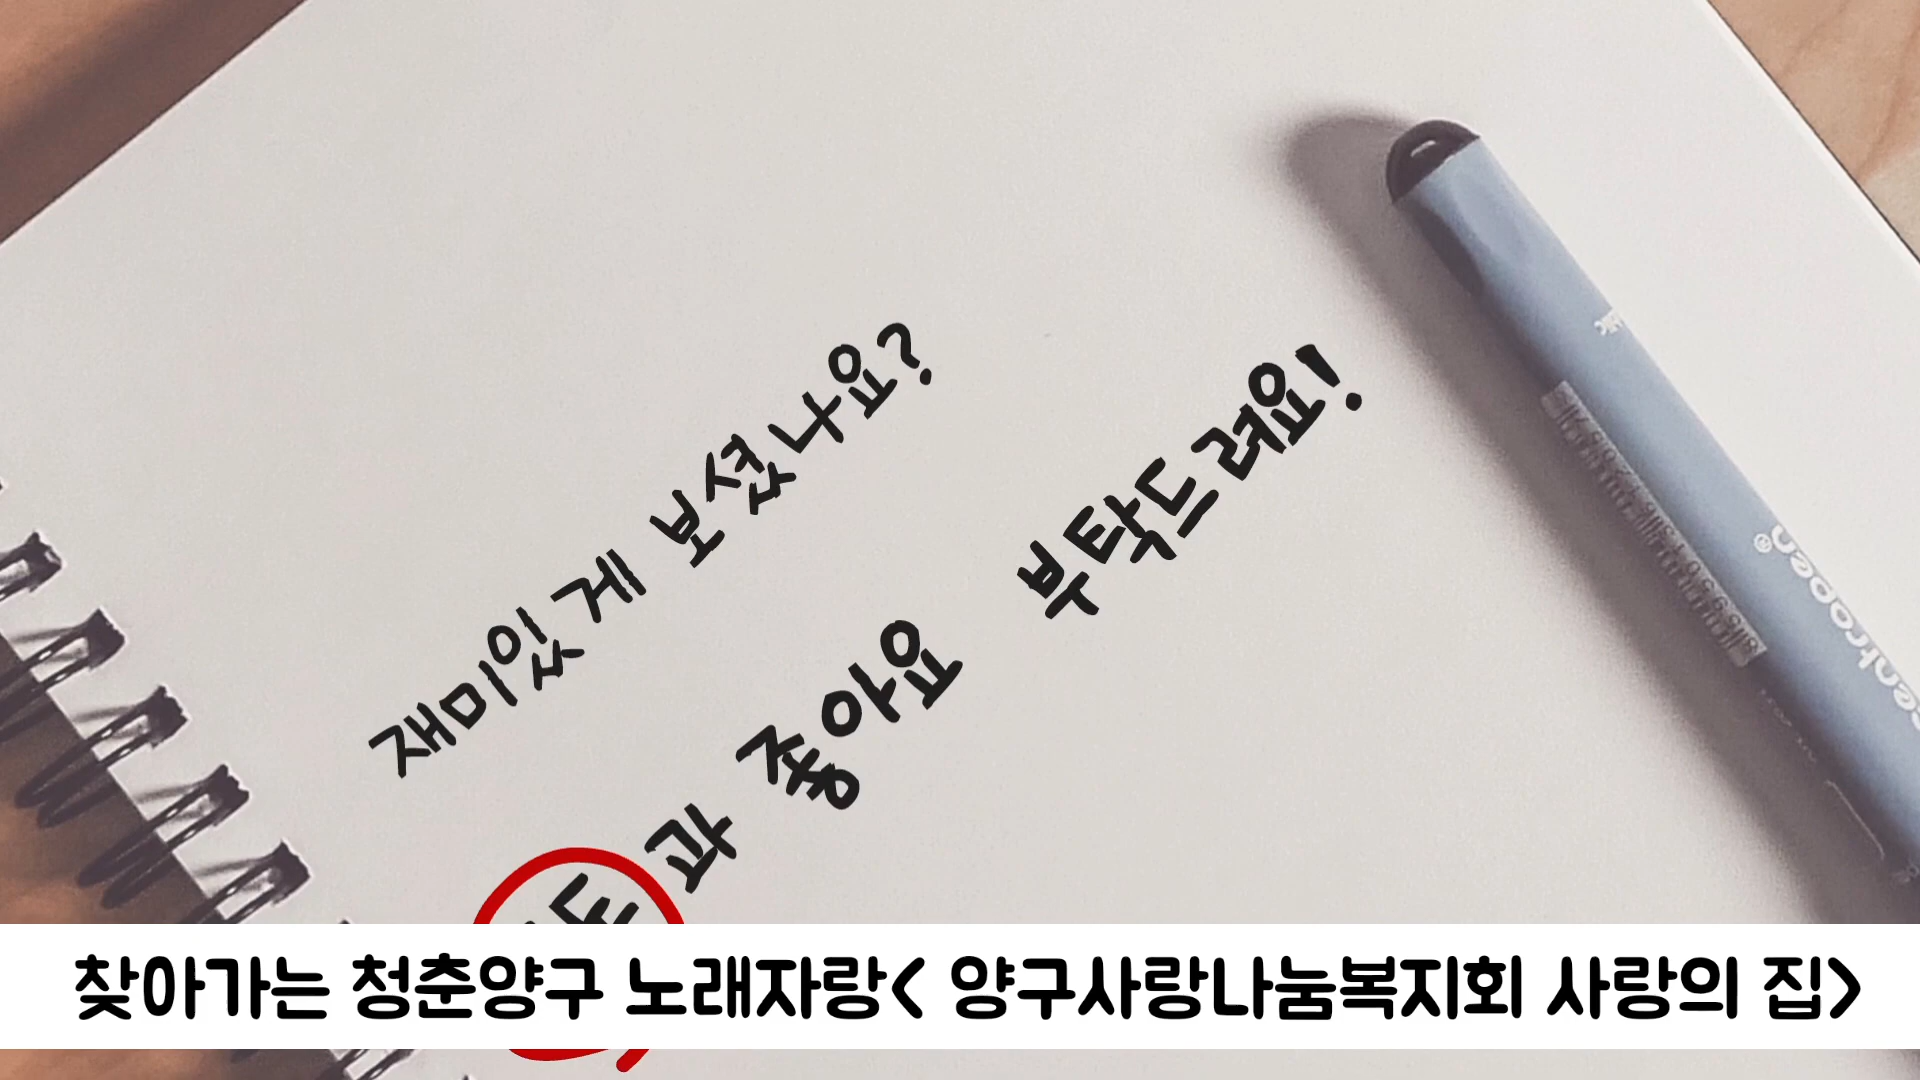 재미있게 보셨나요?
과 좋아요 부탁드려요!
찾아가는 청춘양구 노래자랑< 양구사랑나눔복지회 사랑의 집>